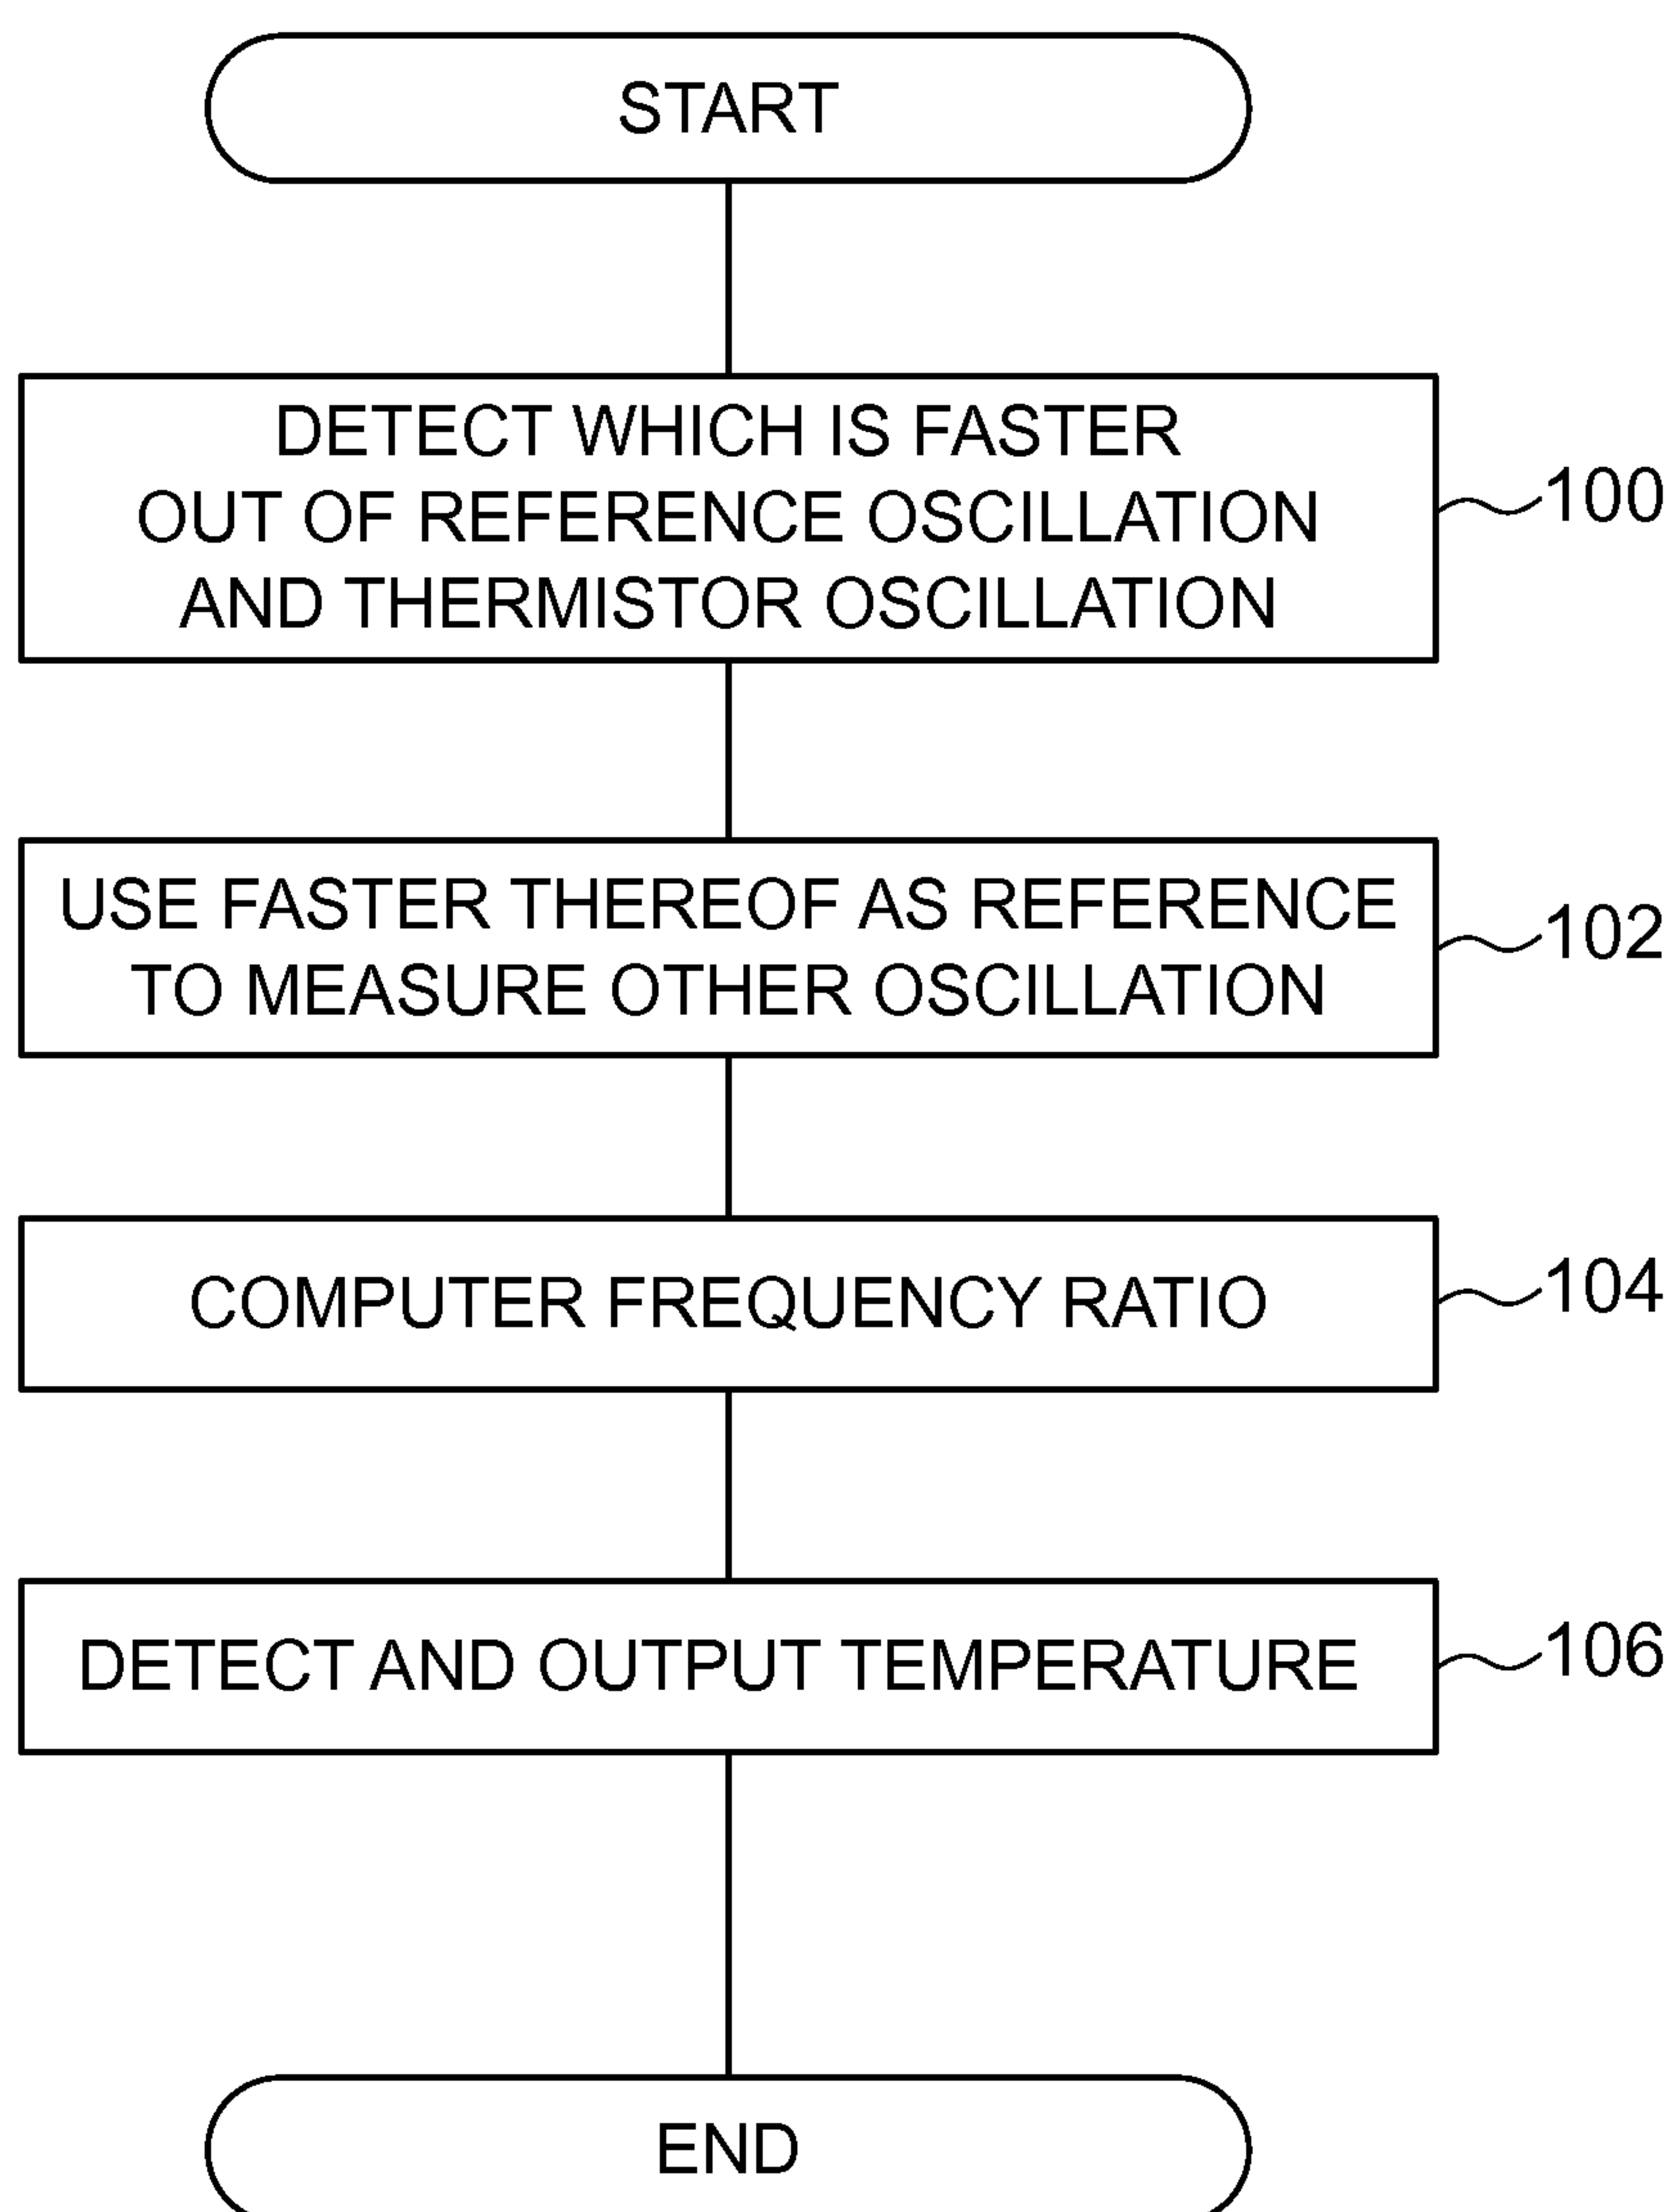 START
DETECT WHICH IS FASTER
OUT OF REFERENCE OSCILLATION
AND THERMISTOR OSCILLATION
100
USE FASTER THEREOF AS REFERENCE
TO MEASURE OTHER OSCILLATION
102
COMPUTER FREQUENCY RATIO
104
DETECT AND OUTPUT TEMPERATURE
106
END